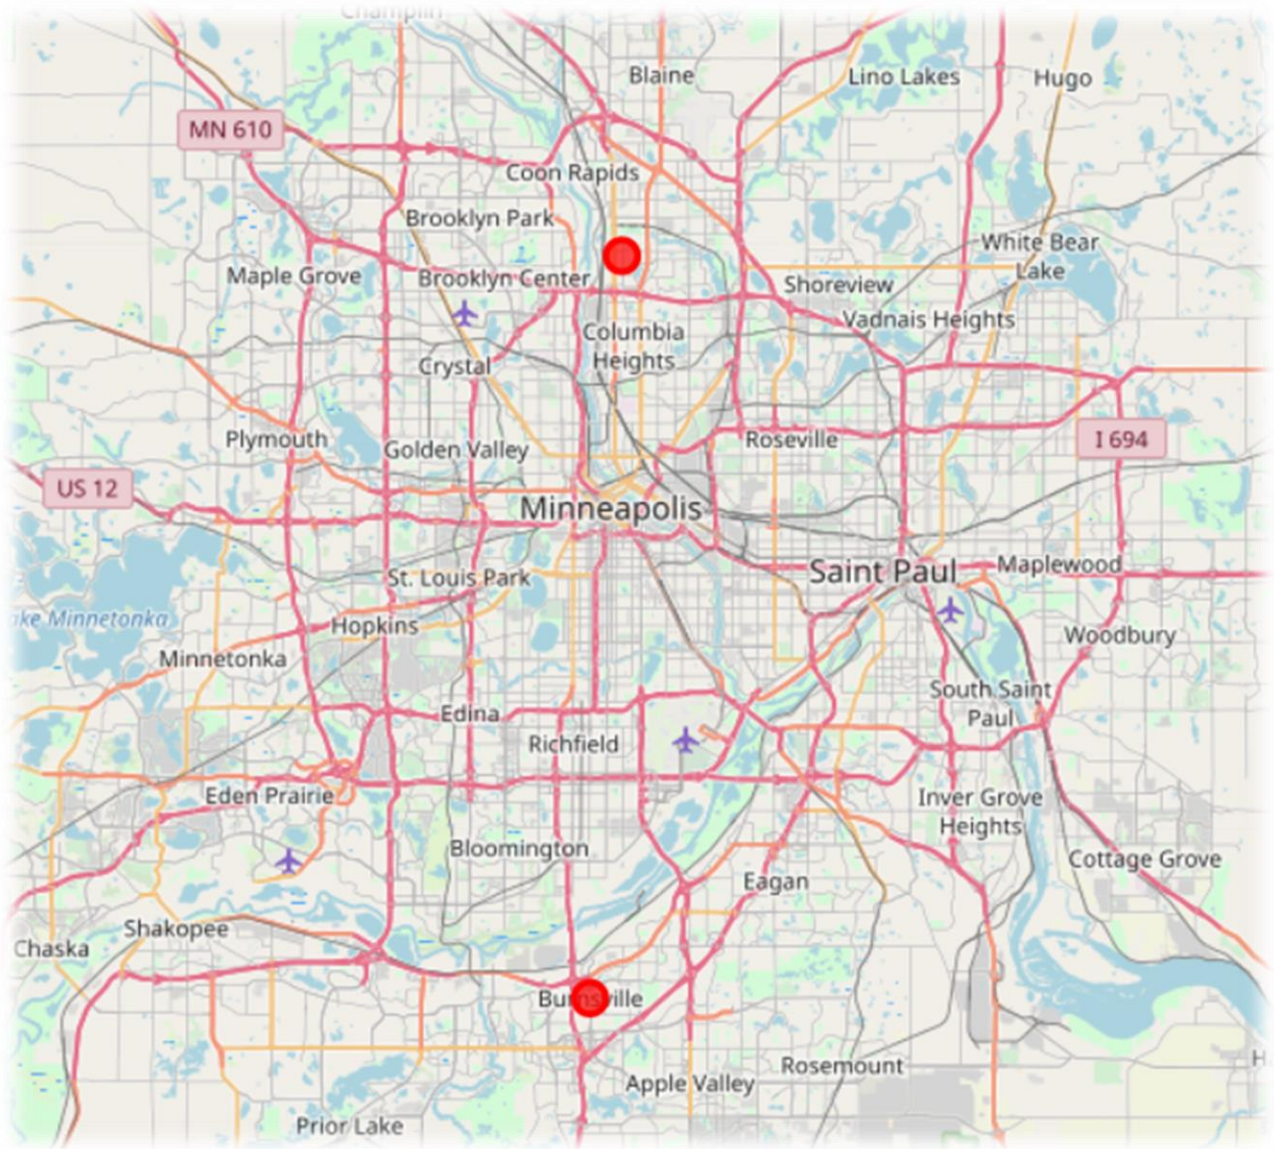 Champlin
Blaine
Lino Lakes
Hugo
MN 610
Coon Rapids
Brooklyn Park
White Bear
Lake
Maple Grove
Brooklyn Center
Shoreview
Vadnais Heights
Columbia
Heights
Crystal
Plymouth
Golden Valley
Roseville
I 694
US 12
Minneapolis
Saint Paul
Maplewood
St. Louis Park
ake Minnetonka
Hopkins
Woodbury
Minnetonka
South Saint
Paul
Edina
Richfield
Eden Prairie
Inver Grove
Heights
Bloomington
Cottage Grove
Eagan
Shakopee
Chaska
Burnsville
Rosemount
H
Apple Valley
Prior Lake